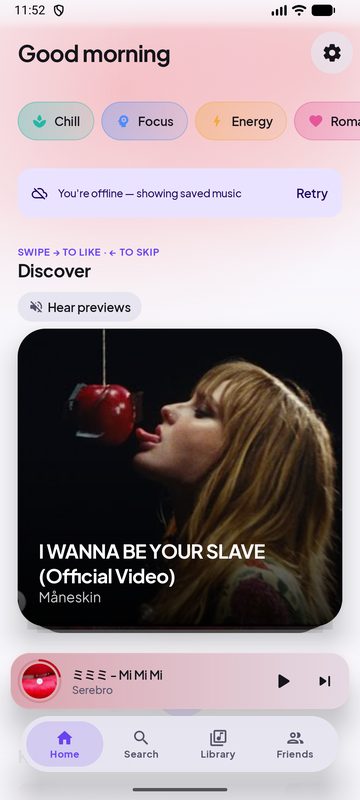 11:52
Good morning
Chill
Focus
Energy
Roma
You're offline — showing saved music
Retry
SWIPE → TO LIKE · ← TO SKIP
Discover
Hear previews
I WANNA BE YOUR SLAVE
(Official Video)
Måneskin
ミミミ - Mi Mi Mi
Serebro
Home
Search
Library
Friends